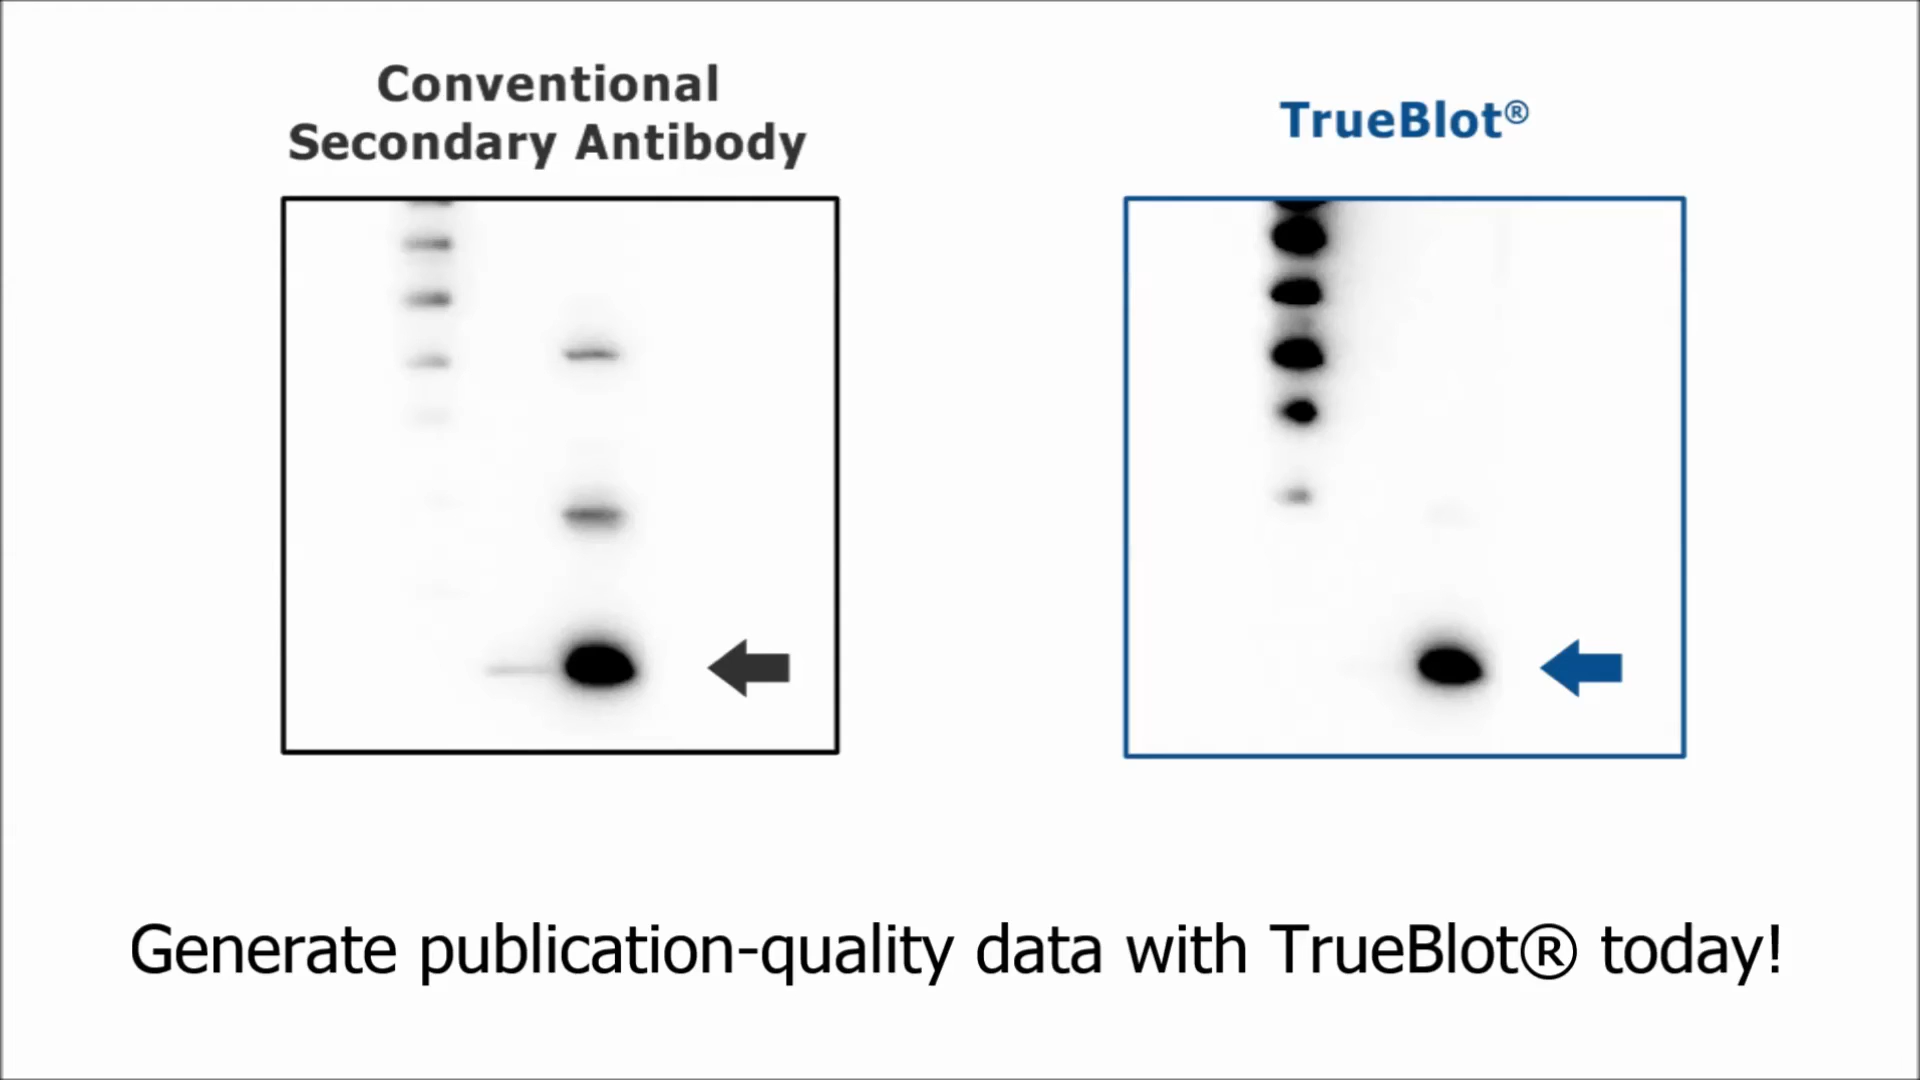 Conventional
Secondary Antibody
TrueBlot®
Generate publication-quality data with TrueBlot® today!